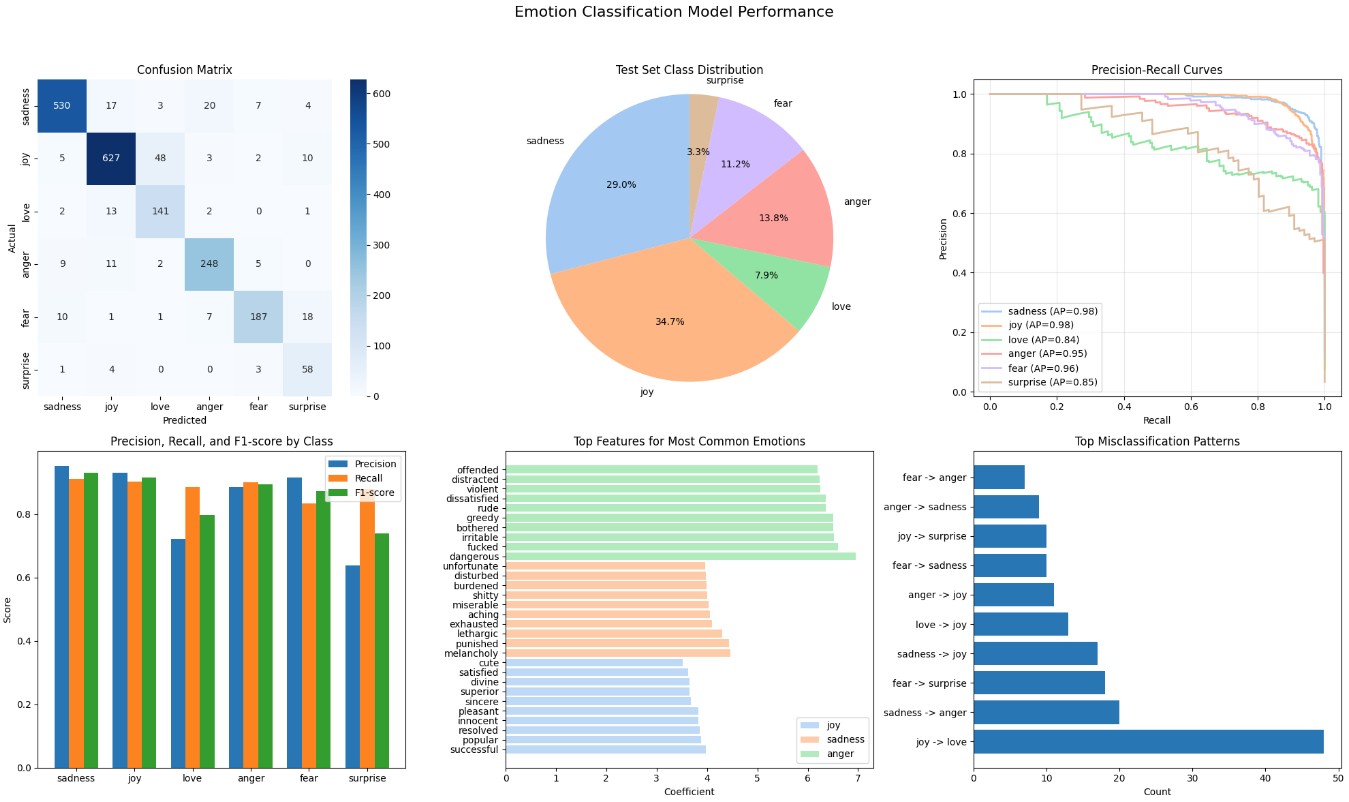 Emotion Classification Model Performance
Confusion Matrix
sadness
joy
love
anger
fear
surprise
Actual
530 17 3 20 7 4
5 627 48 3 2 10
2 13 141 2 0 1
9 11 2 248 5 0
10 1 1 7 187 18
1 4 0 0 3 58
sadness joy love anger fear surprise
Predicted
600
500
400
300
200
100
0
Test Set Class Distribution
surprise
fear
sadness
3.3%
11.2%
29.0%
anger
13.8%
7.9%
love
34.7%
joy
Precision-Recall Curves
Precision
1.0
0.8
0.6
0.4
0.2
0.0
sadness (AP=0.98)
joy (AP=0.98)
love (AP=0.84)
anger (AP=0.95)
fear (AP=0.96)
surprise (AP=0.85)
0.0 0.2 0.4 0.6 0.8 1.0
Recall
Precision, Recall, and F1-score by Class
Score
0.8
0.6
0.4
0.2
0.0
Precision
Recall
F1-score
sadness joy love anger fear surprise
Top Features for Most Common Emotions
offended
distracted
violent
dissatisfied
rude
greedy
bothered
irritable
fucked
dangerous
unfortunate
disturbed
burdened
shitty
miserable
aching
exhausted
lethargic
punished
melancholy
cute
satisfied
divine
superior
sincere
pleasant
innocent
resolved
popular
successful
joy
sadness
anger
0 1 2 3 4 5 6 7
Coefficient
Top Misclassification Patterns
fear -> anger
anger -> sadness
joy -> surprise
fear -> sadness
anger -> joy
love -> joy
sadness -> joy
fear -> surprise
sadness -> anger
joy -> love
0 10 20 30 40 50
Count